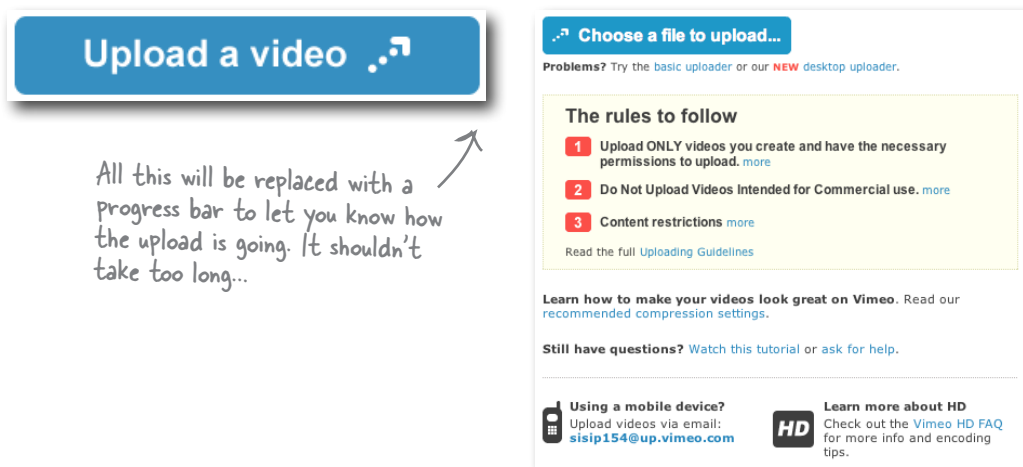 Upload a video
All this will be replaced with a
progress bar to let you know how
the upload is going. It shouldn't
take too long...
Choose a file to upload...
Problems? Try the basic uploader or our NEW desktop uploader.
The rules to follow
1 Upload ONLY videos you create and have the necessary
permissions to upload. more
2 Do Not Upload Videos Intended for Commercial use. more
3 Content restrictions more
Read the full Uploading Guidelines
Learn how to make your videos look great on Vimeo. Read our
recommended compression settings.
Still have questions? Watch this tutorial or ask for help.
Using a mobile device?
Upload videos via email:
sisip154@up.vimeo.com
HD
Learn more about HD
Check out the Vimeo HD FAQ
for more info and encoding
tips.